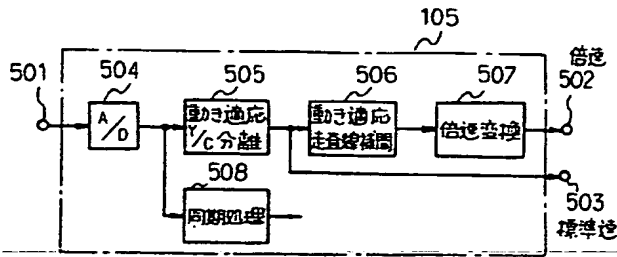 105
倍速
501
504
505
506
507
502
A/D
動き適応
Y/C分離
動き適応
走査線補間
倍速変換
508
同期処理
503
標準速